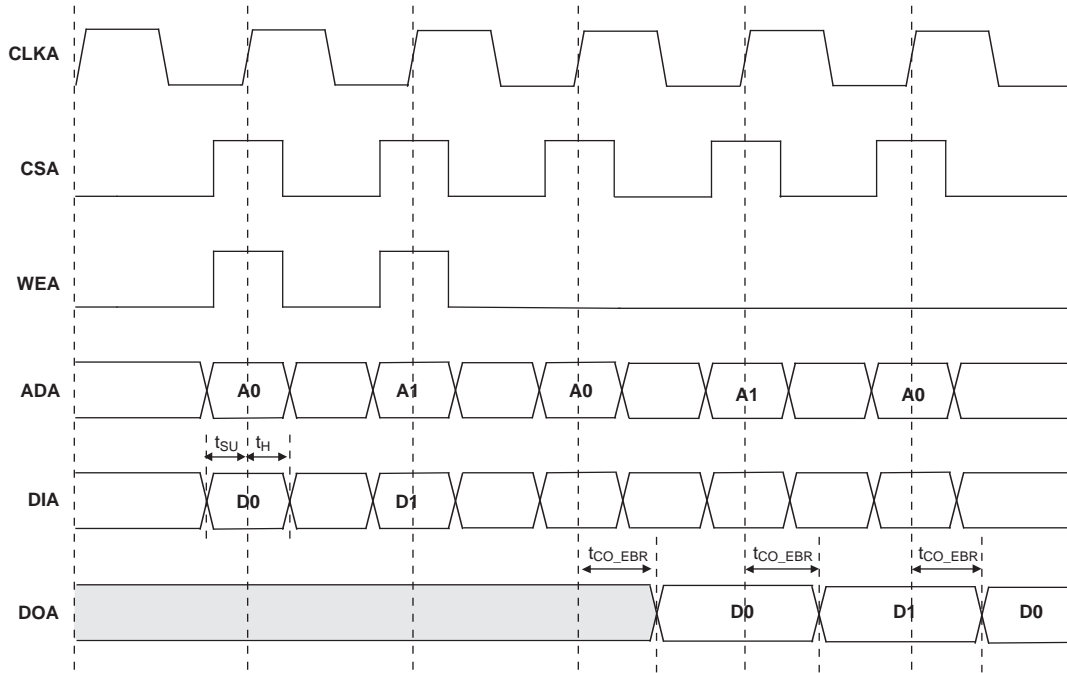 CLKA
CSA
WEA
ADA A0 A1 A0 A1 A0
tSU tH
DIA D0 D1
tCO_EBR tCO_EBR tCO_EBR
DOA D0 D1 D0